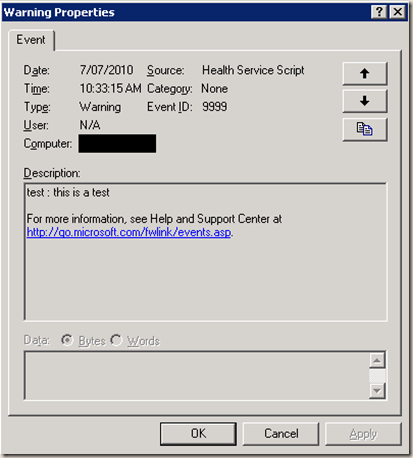 Warning Properties
Event
Date: 7/07/2010 Source: Health Service Script
Time: 10:33:15 AM Category: None
Type: Warning Event ID: 9999
User: N/A
Computer:
Description:
test : this is a test
For more information, see Help and Support Center at
http://go.microsoft.com/fwlink/events.asp.
Data: Bytes Words
OK Cancel Apply